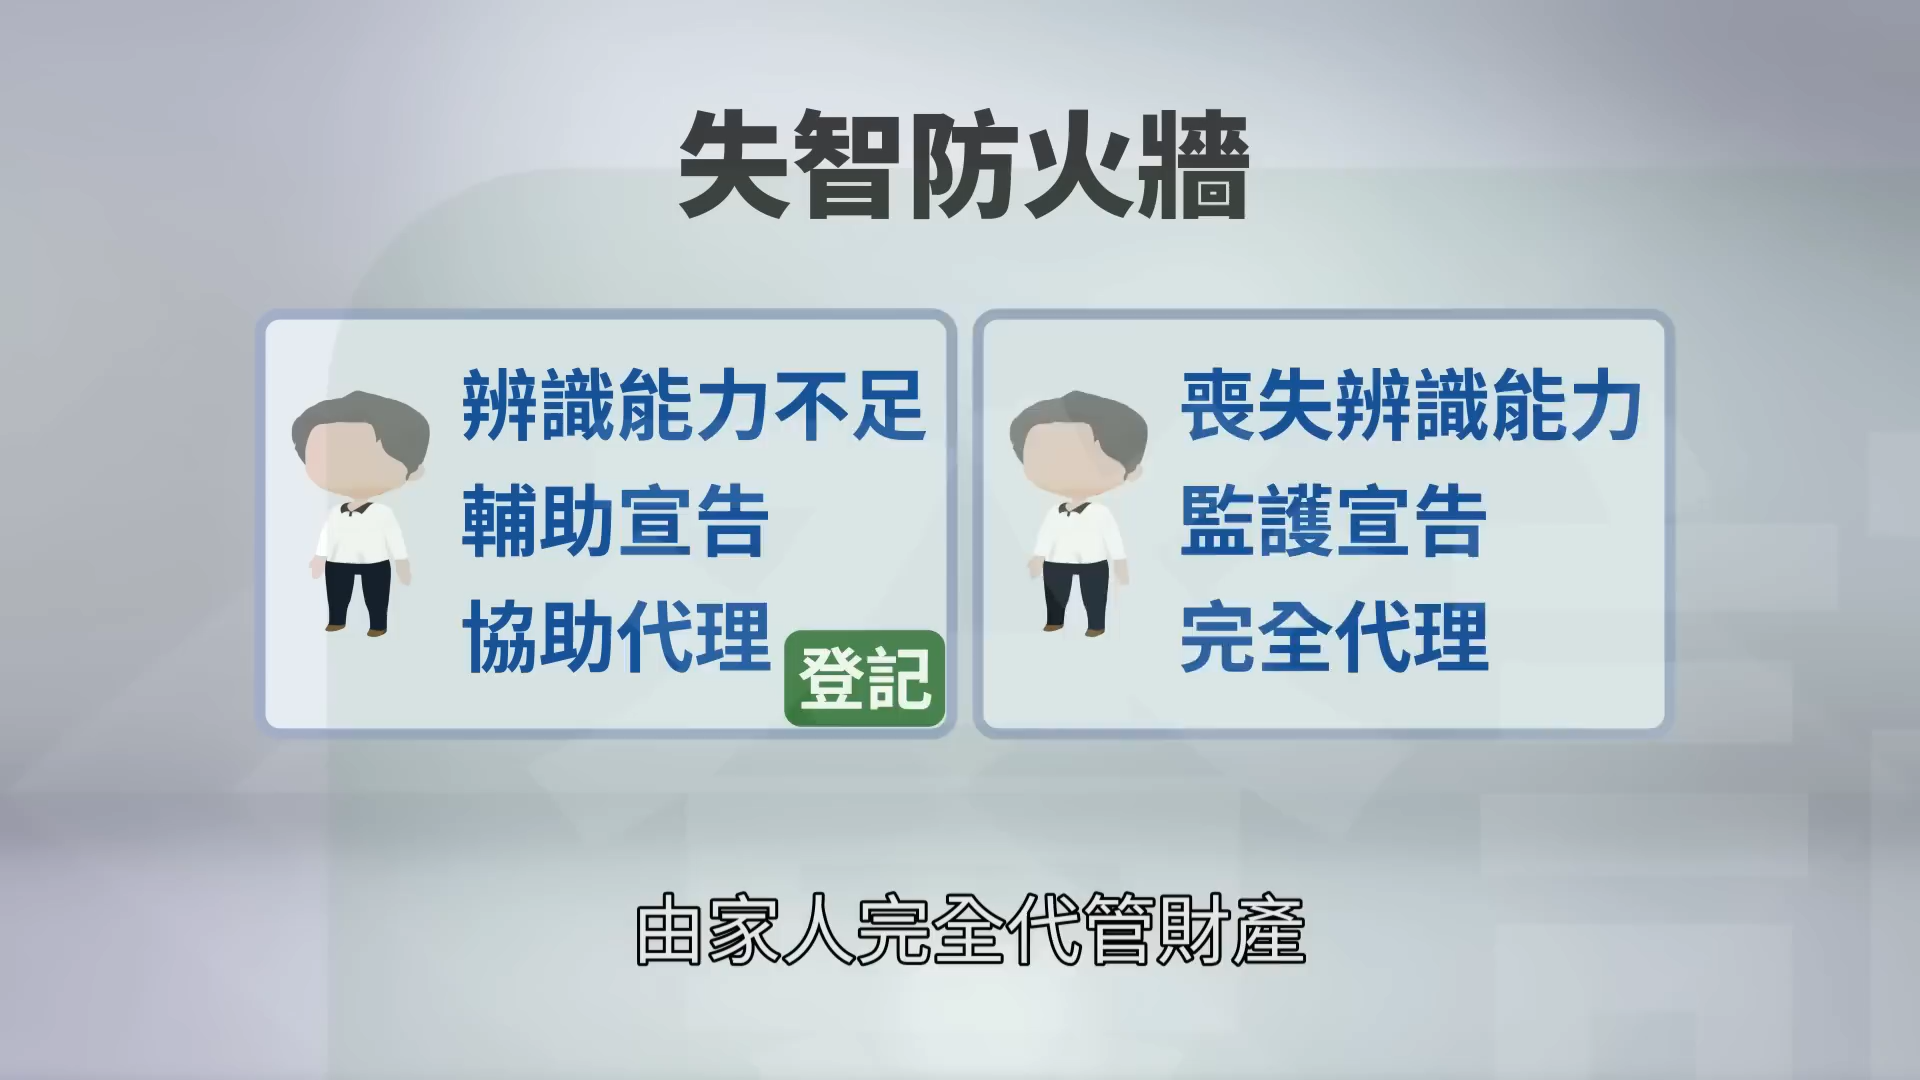 失智防火牆
辨識能力不足
輔助宣告
協助代理
登記
喪失辨識能力
監護宣告
完全代理
由家人完全代管財產